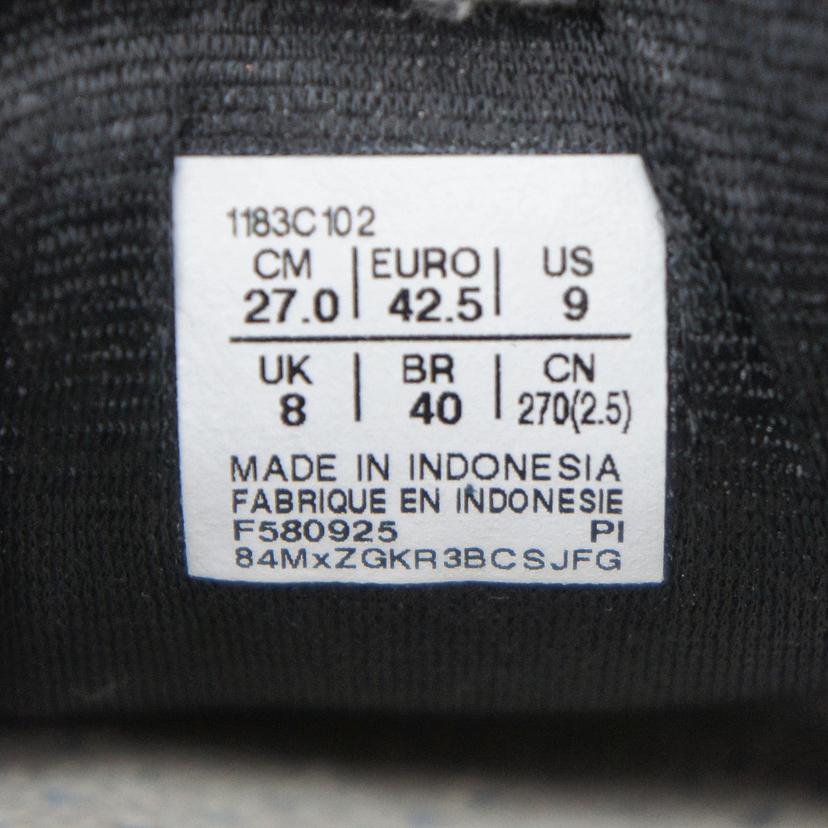 1183C102
CM | EURO | US
27.0 | 42.5 | 9
UK | BR | CN
8 | 40 | 270(2.5)
MADE IN INDONESIA
FABRIQUE EN INDONESIE
F580925 PI
84MxZGKR3BCSJFG